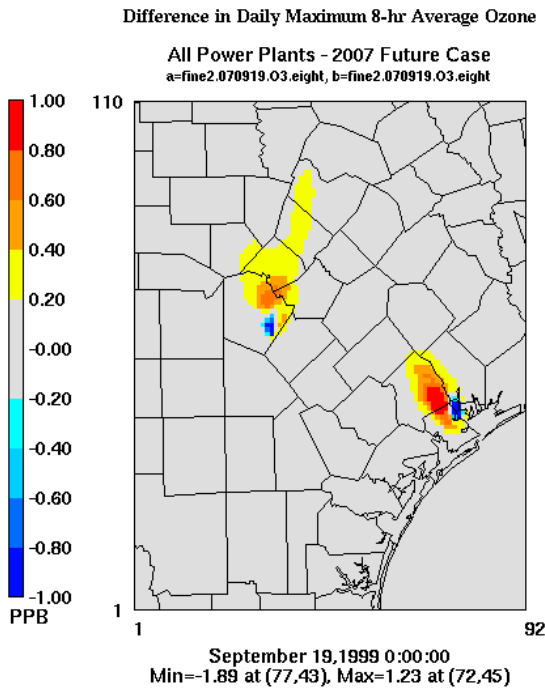 Difference in Daily Maximum 8-hr Average Ozone
All Power Plants - 2007 Future Case
a=fine2.070919.O3.eight, b=fine2.070919.O3.eight
1.00
0.80
0.60
0.40
0.20
-0.00
-0.20
-0.40
-0.60
-0.80
-1.00
PPB
110
1
1
92
September 19,1999 0:00:00
Min=-1.89 at (77,43), Max=1.23 at (72,45)